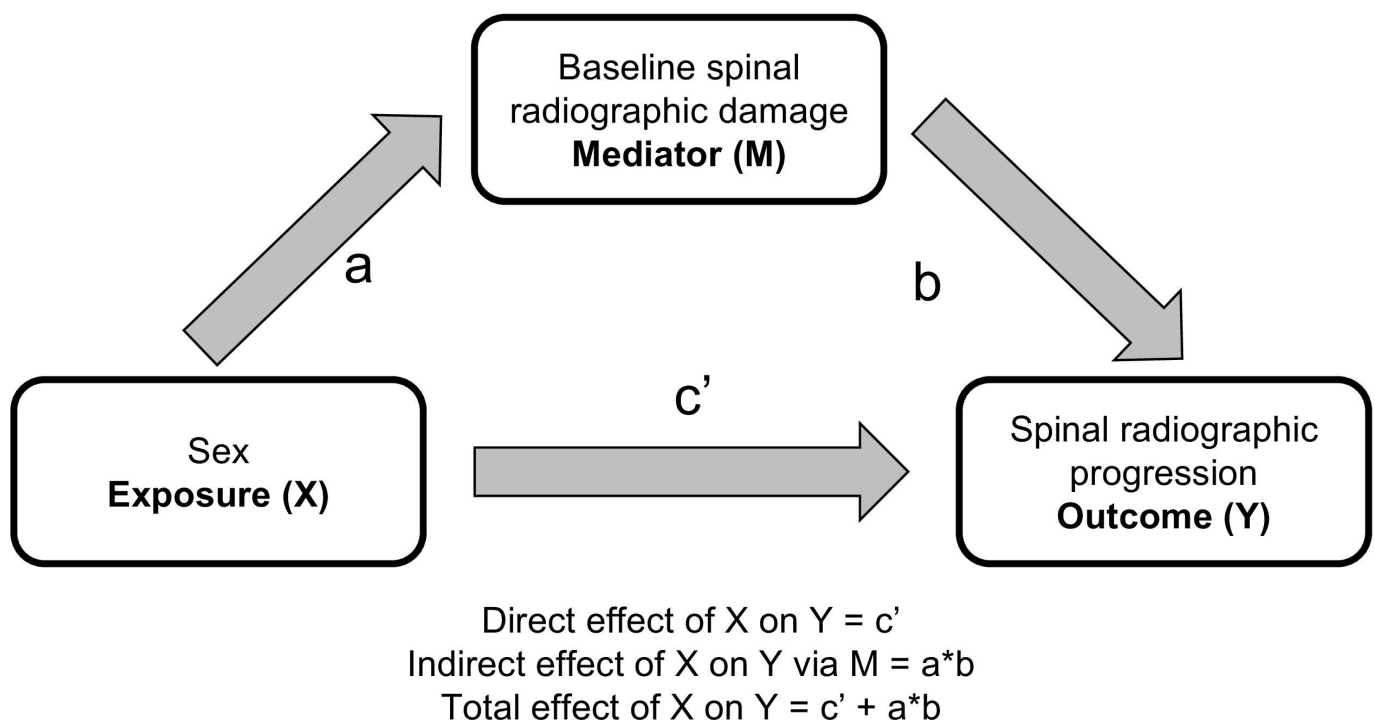 Baseline spinal
radiographic damage
Mediator (M)
a
b
c’
Sex
Exposure (X)
Spinal radiographic
progression
Outcome (Y)
Direct effect of X on Y = c’
Indirect effect of X on Y via M = a*b
Total effect of X on Y = c’ + a*b